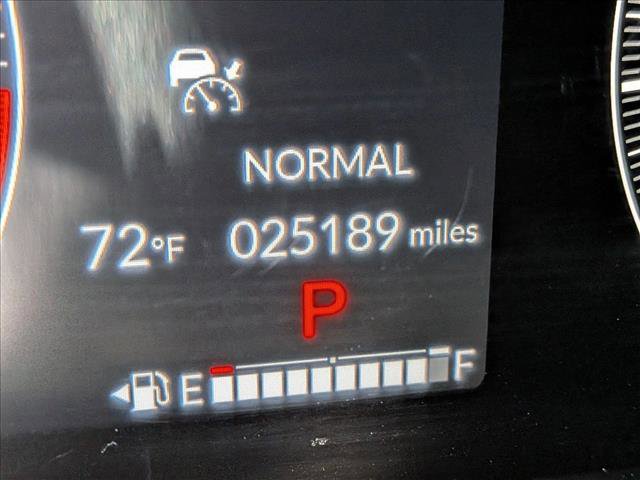 NORMAL
72°F 025189 miles
P
E F